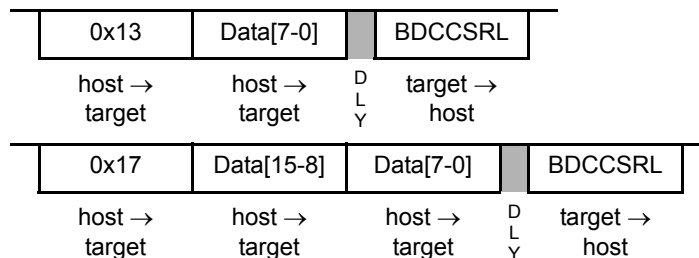 0x13 Data[7-0] BDCCSRL
host → host → D target →
target target L host
Y
0x17 Data[15-8] Data[7-0] BDCCSRL
host → host → host → D target →
target target target L host
Y